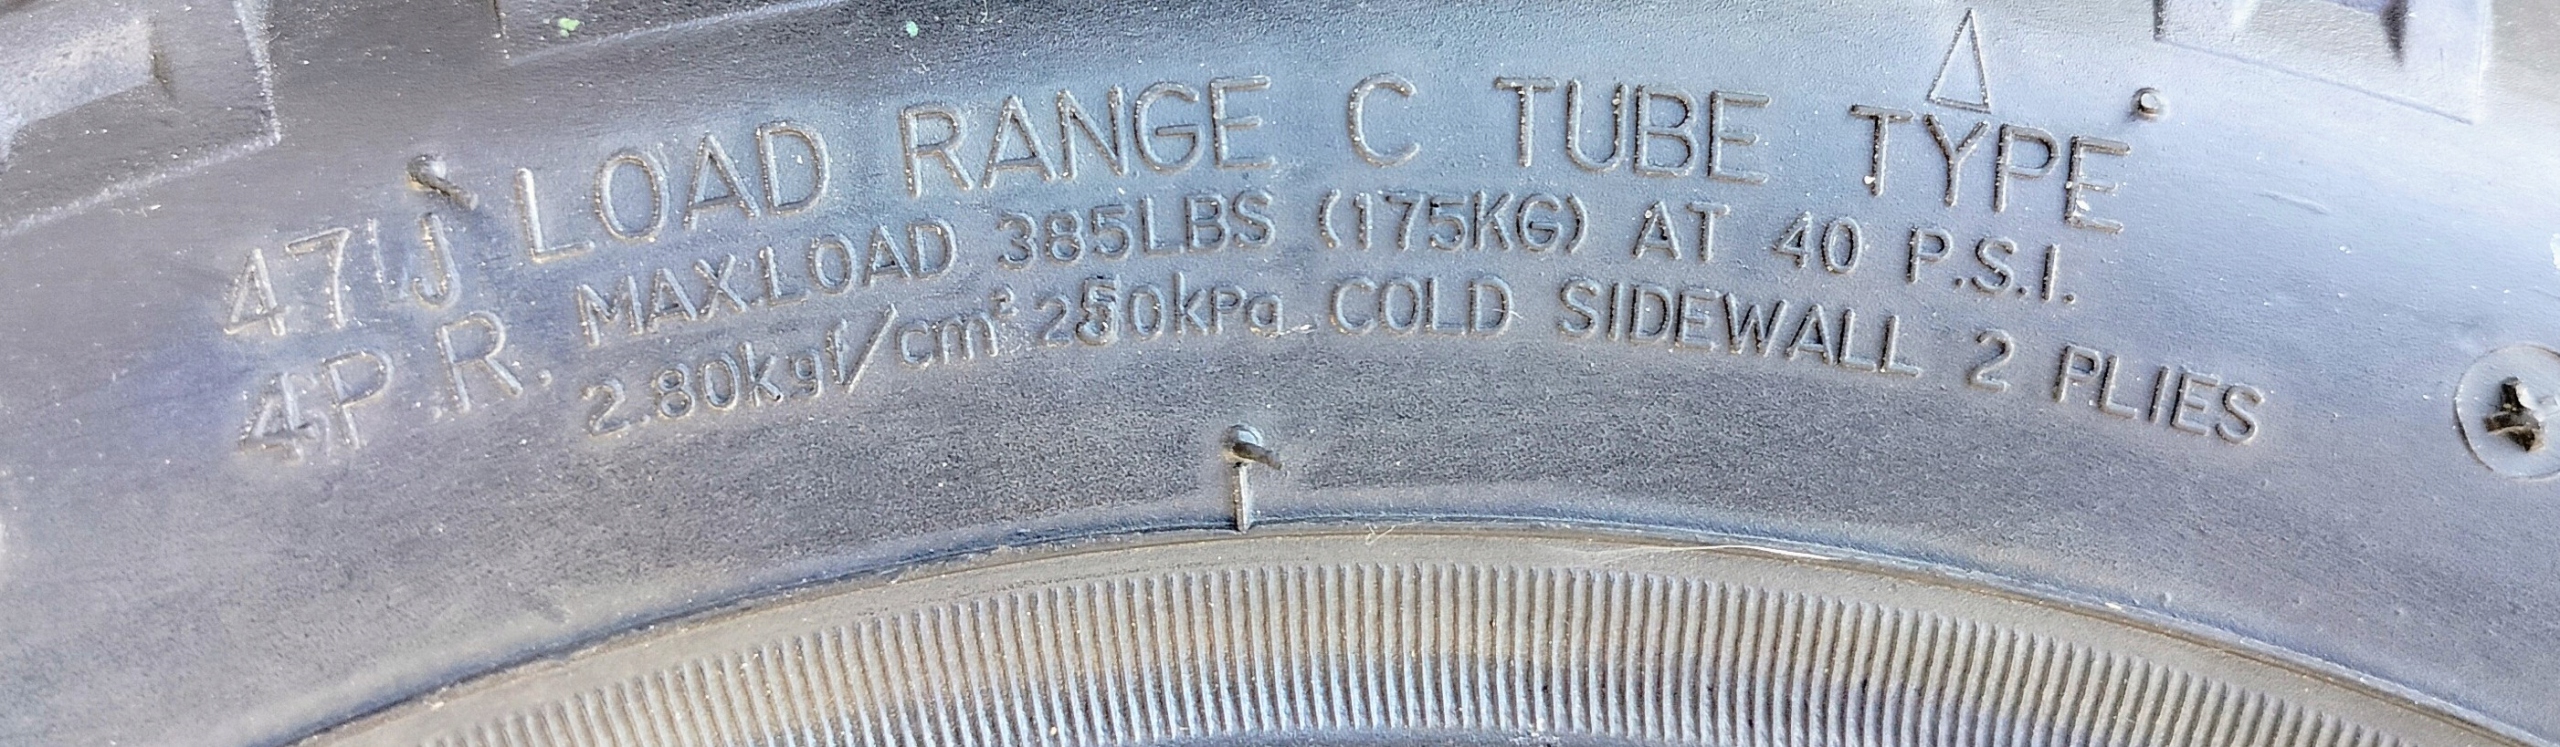 47J LOAD RANGE C TUBE TYPE
4P.R. MAX.LOAD 385LBS (175KG) AT 40 P.S.I.
2.80kgf/cm² 280kPa COLD SIDEWALL 2 PLIES